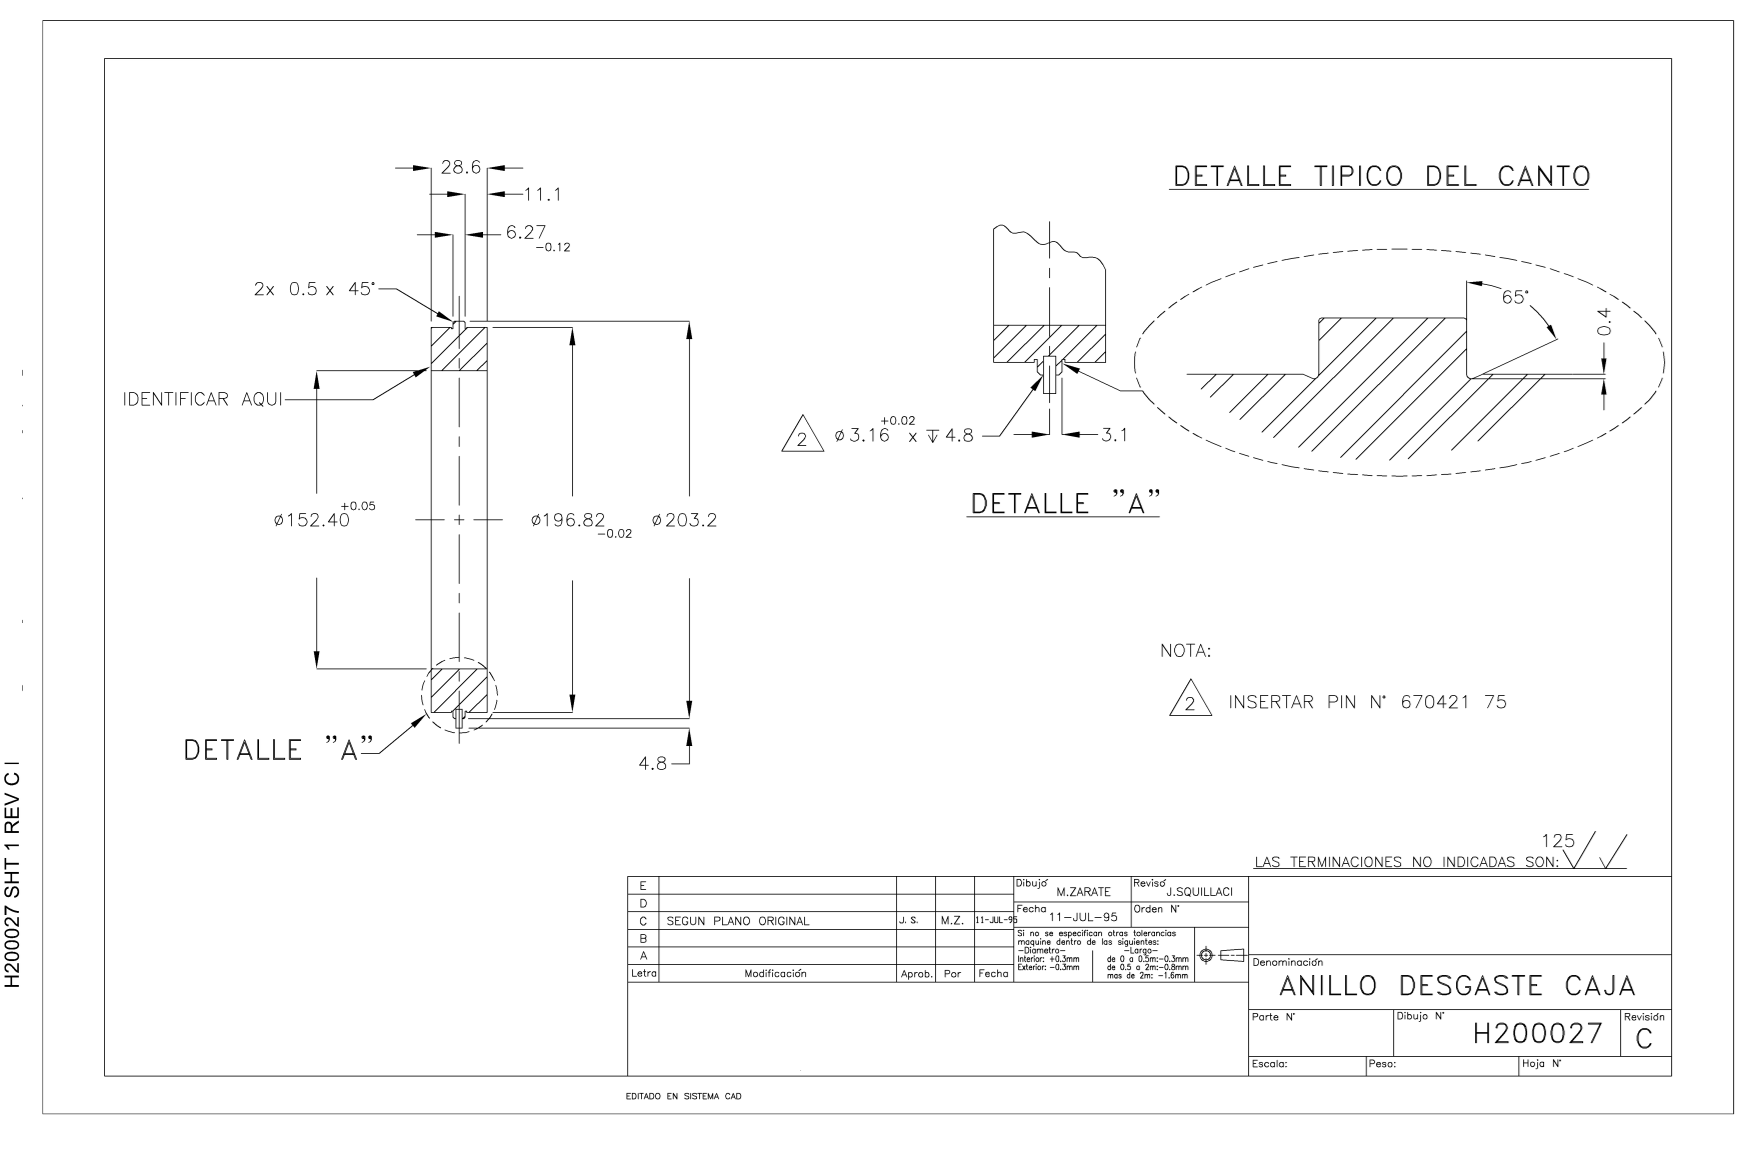 28.6
11.1
6.27
-0.12
2x 0.5 x 45°
IDENTIFICAR AQUI
ø152.40 +0.05
ø196.82
-0.02
ø203.2
4.8
DETALLE "A"
DETALLE TIPICO DEL CANTO
65°
0.4
2 ø3.16 +0.02 x ↧ 4.8
3.1
DETALLE "A"
NOTA:
2 INSERTAR PIN N° 670421 75
125
LAS TERMINACIONES NO INDICADAS SON:
H200027 SHT 1 REV C I
E
D
C SEGUN PLANO ORIGINAL J. S. M.Z. 11-JUL-95
B
A
Letra Modificación Aprob. Por Fecha
Dibujó M.ZARATE
Revisó J.SQUILLACI
Fecha 11-JUL-95
Orden N°
Si no se especifican otras tolerancias
maquine dentro de las siguientes:
-Diametro- -Largo-
Interior: +0.3mm de 0 a 0.5m:-0.3mm
Exterior: -0.3mm de 0.5 a 2m:-0.8mm
mas de 2m: -1.6mm
Denominación
ANILLO DESGASTE CAJA
Parte N°
Dibujo N° H200027
Revisión C
Escala:
Peso:
Hoja N°
EDITADO EN SISTEMA CAD